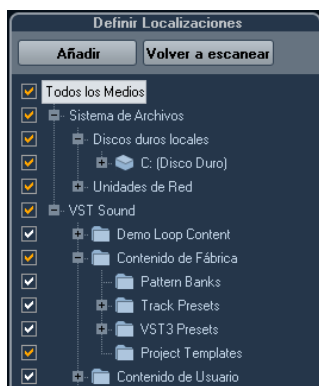 Definir Localizaciones
Añadir Volver a escanear
Todos los Medios
Sistema de Archivos
Discos duros locales
C: (Disco Duro)
Unidades de Red
VST Sound
Demo Loop Content
Contenido de Fábrica
Pattern Banks
Track Presets
VST3 Presets
Project Templates
Contenido de Usuario